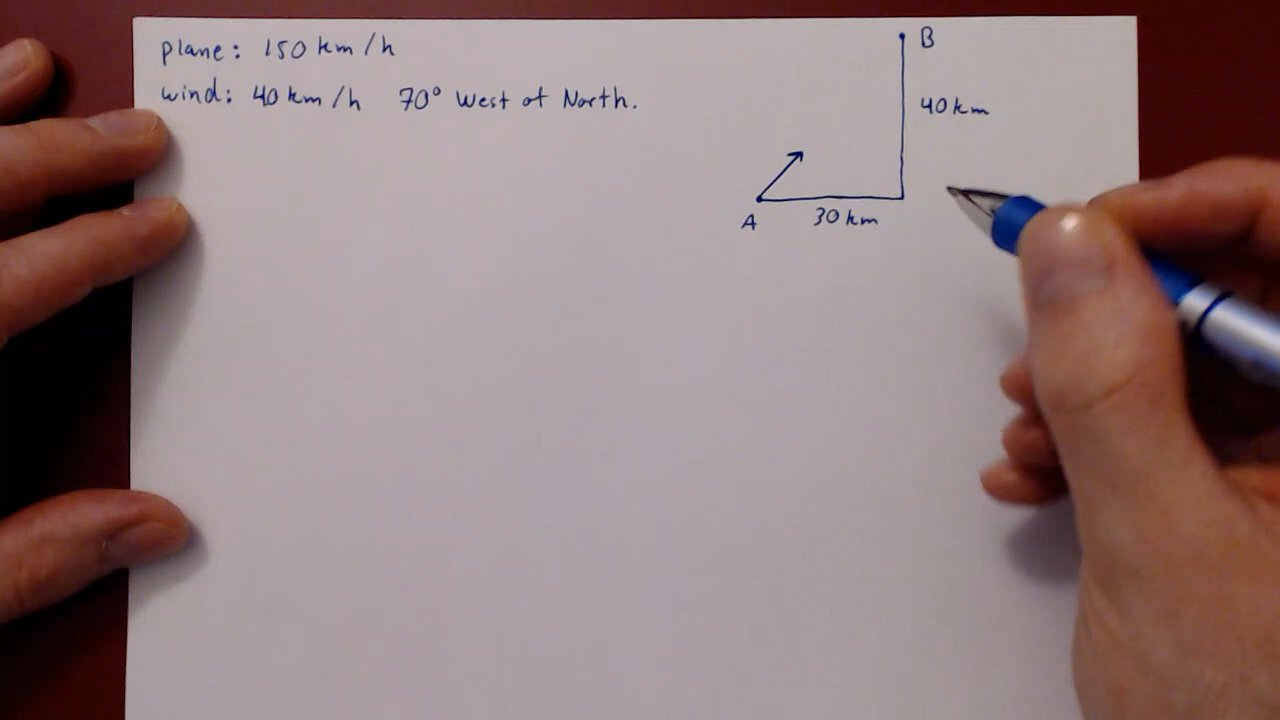 plane: 150 km/h
wind: 40 km/h 70° West of North.
B
40 km
A
30 km